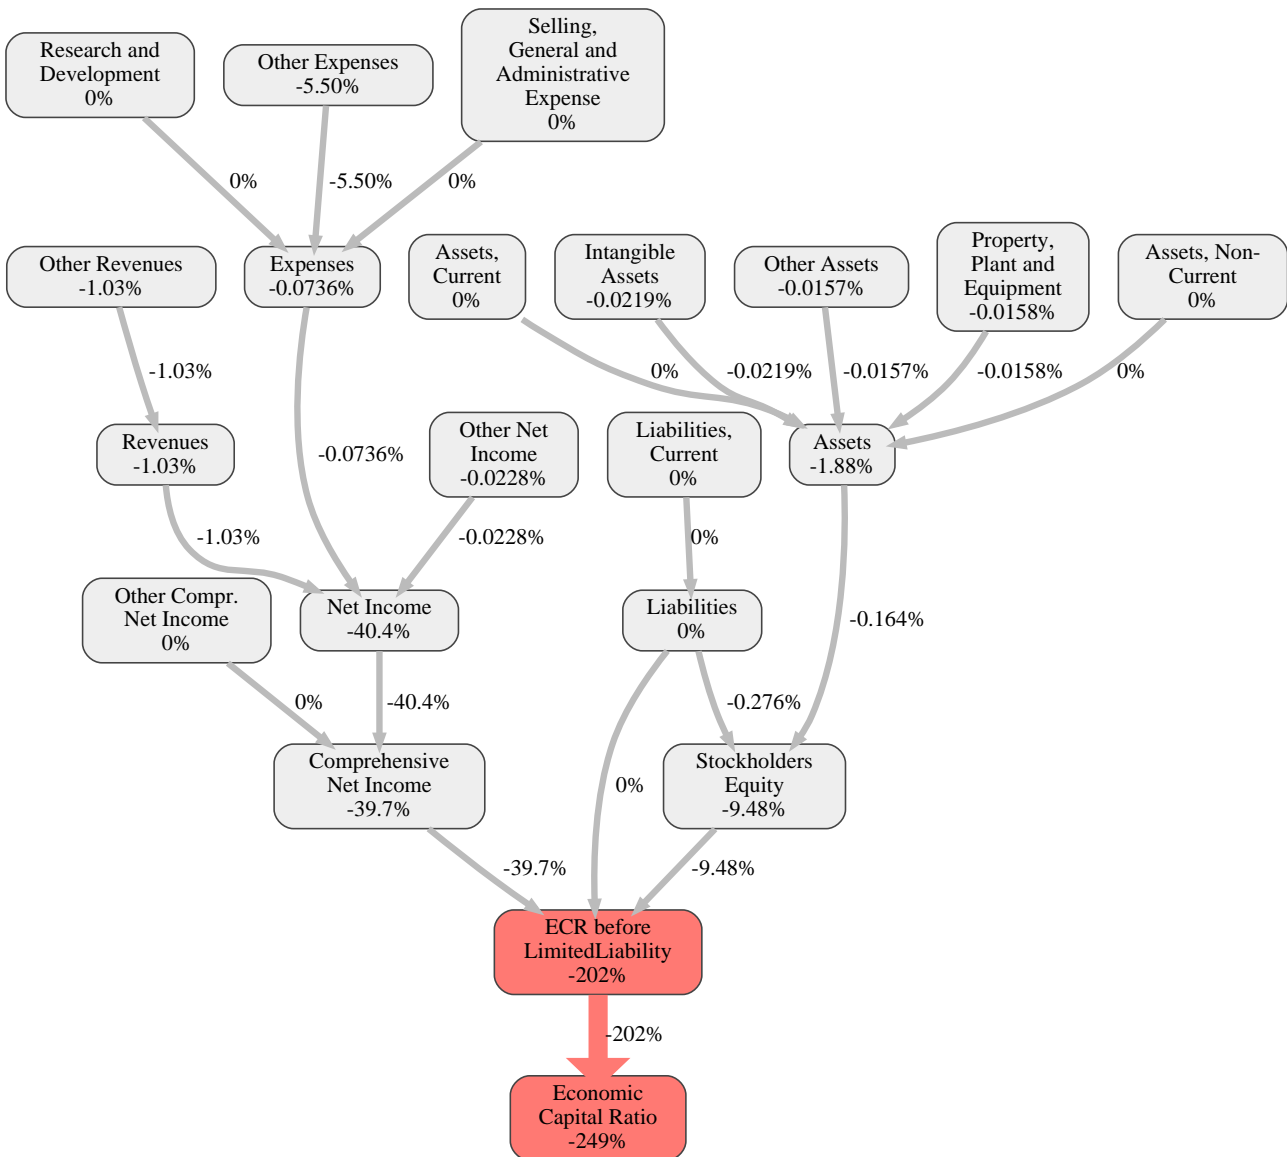 Research and
Development
0%
Other Expenses
-5.50%
Selling,
General and
Administrative
Expense
0%
0%
-5.50%
0%
Other Revenues
-1.03%
Expenses
-0.0736%
Assets,
Current
0%
Intangible
Assets
-0.0219%
Other Assets
-0.0157%
Property,
Plant and
Equipment
-0.0158%
Assets, Non-
Current
0%
-1.03%
0%
-0.0219%
-0.0157%
-0.0158%
0%
Revenues
-1.03%
-0.0736%
Other Net
Income
-0.0228%
Liabilities,
Current
0%
Assets
-1.88%
-1.03%
-0.0228%
0%
Other Compr.
Net Income
0%
Net Income
-40.4%
Liabilities
0%
-0.164%
0%
-40.4%
-0.276%
Comprehensive
Net Income
-39.7%
0%
Stockholders
Equity
-9.48%
-39.7%
-9.48%
ECR before
LimitedLiability
-202%
-202%
Economic
Capital Ratio
-249%